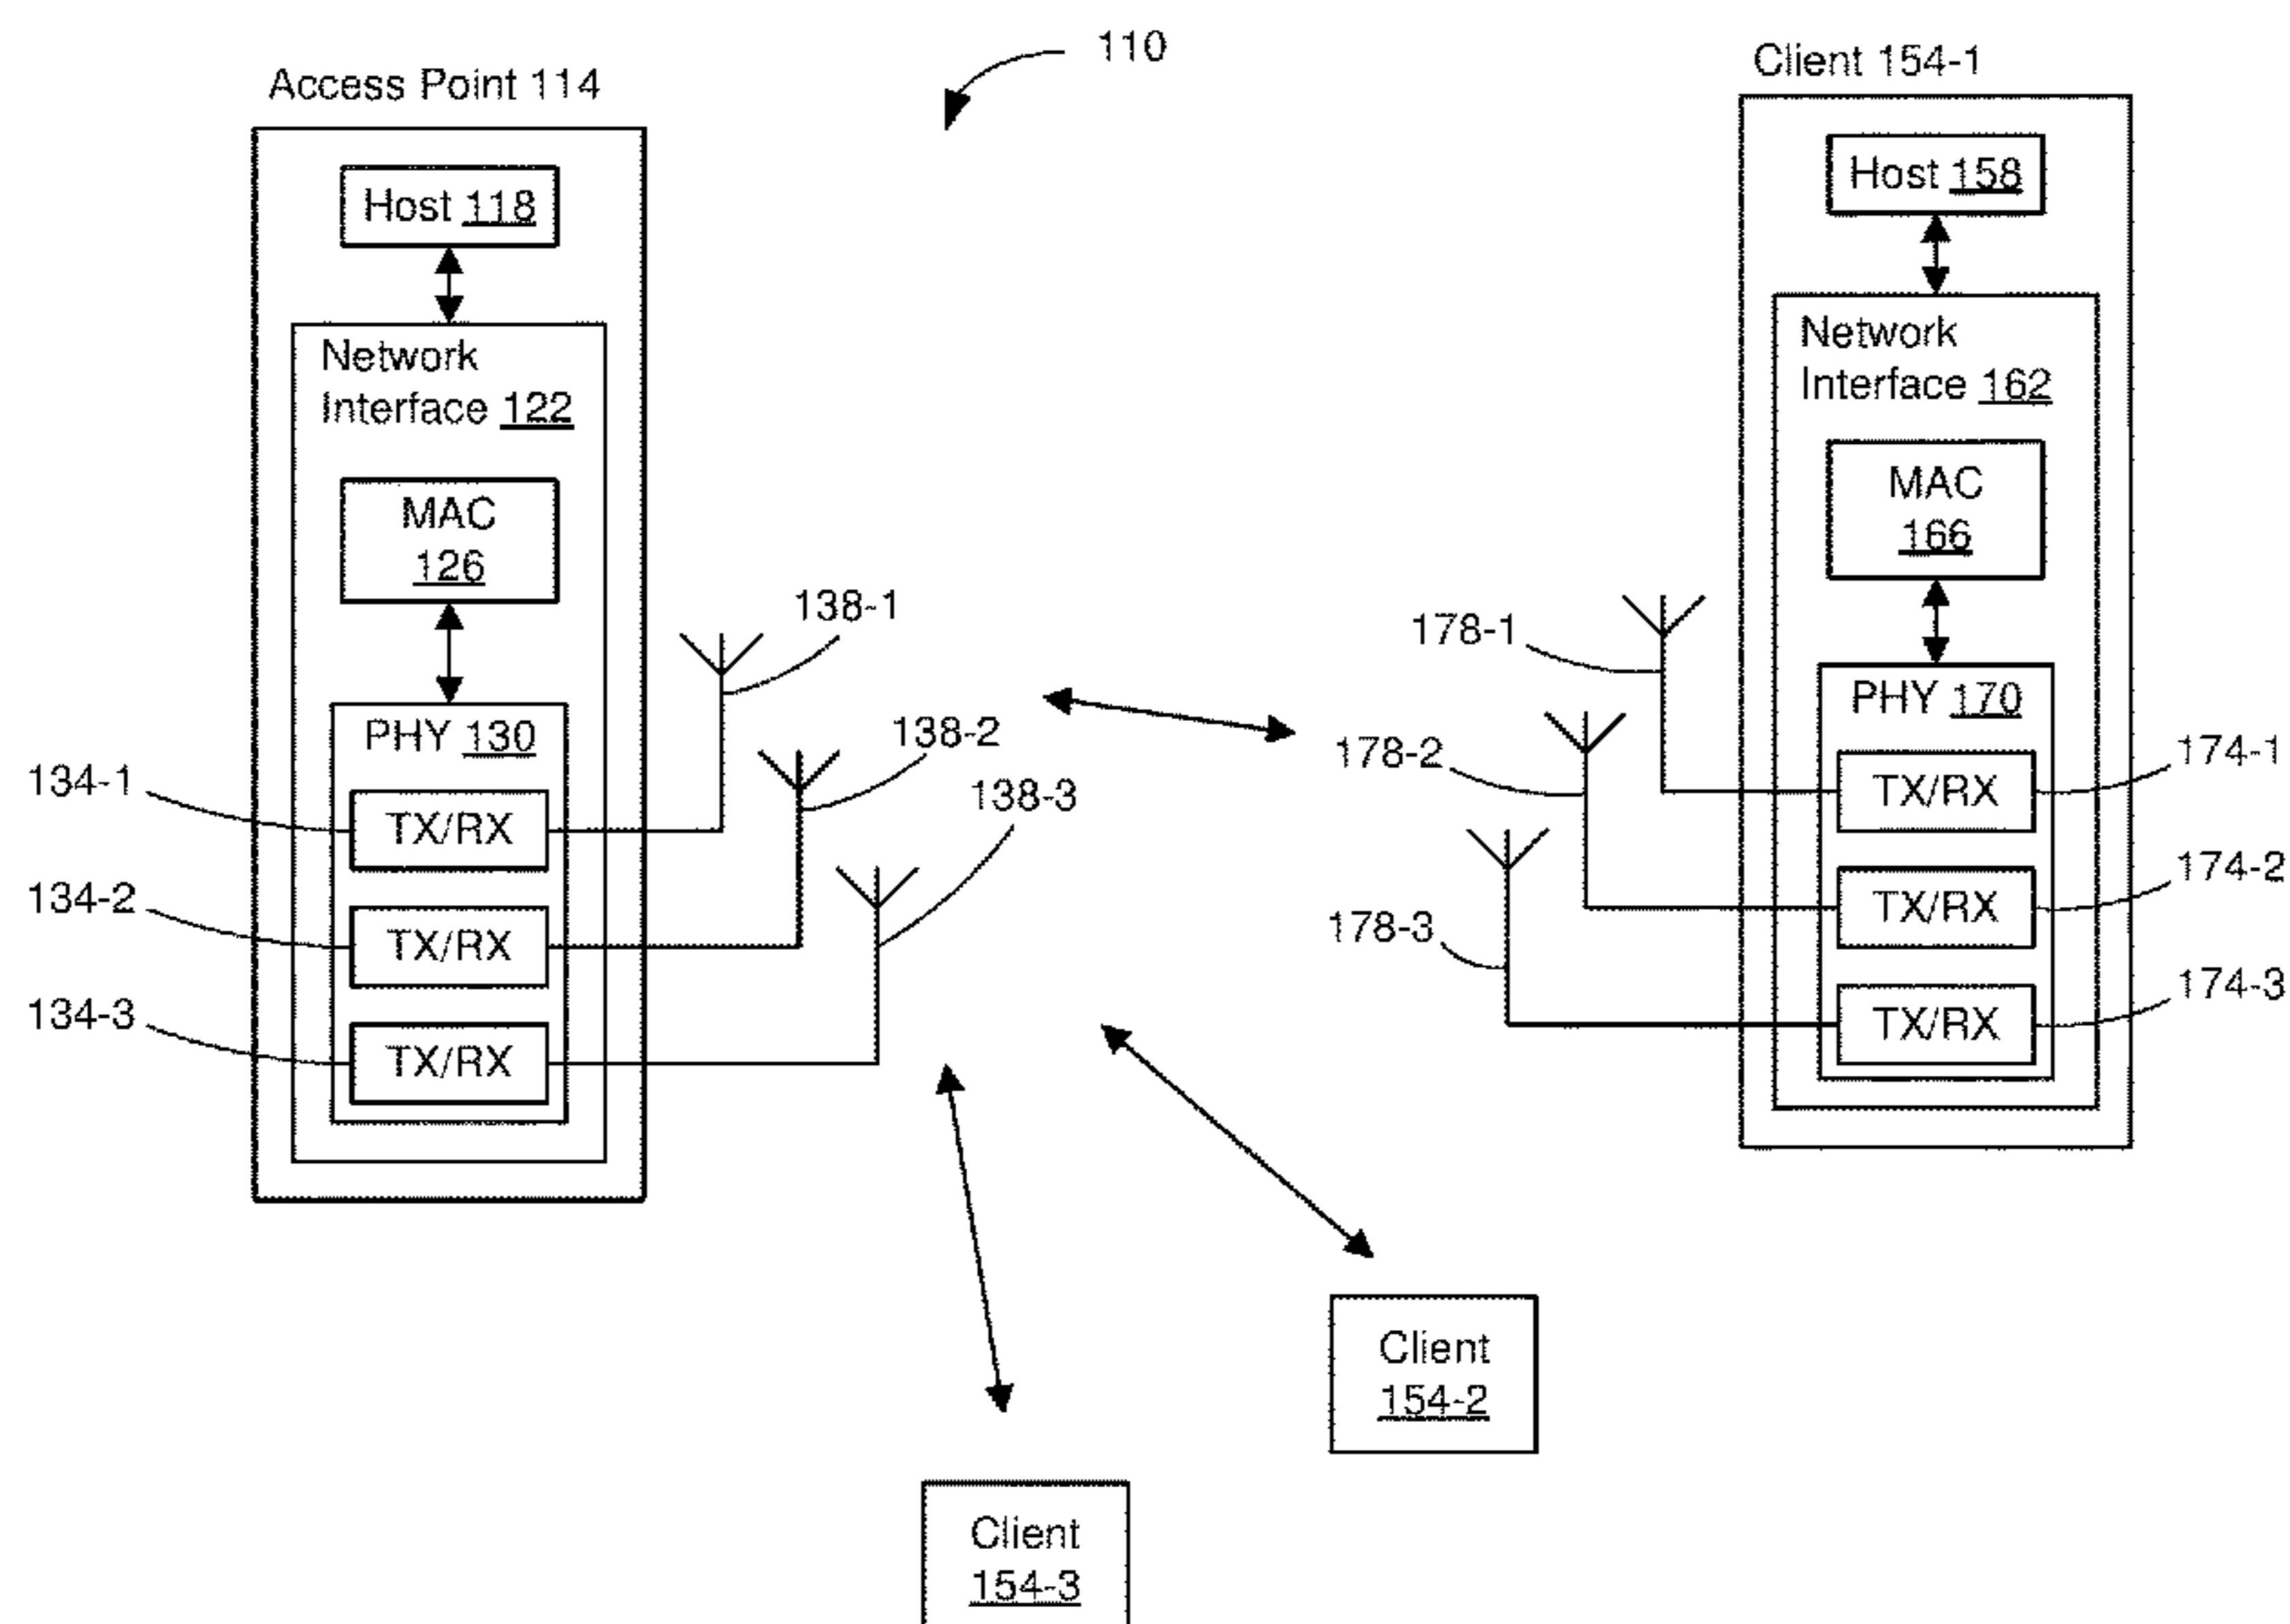 110
Access Point 114
Host 118
Network
Interface 122
MAC
126
PHY 130
TX/RX
TX/RX
TX/RX
134-1
134-2
134-3
138-1
138-2
138-3
Client 154-1
Host 158
Network
Interface 162
MAC
166
PHY 170
TX/RX
TX/RX
TX/RX
178-1
178-2
178-3
174-1
174-2
174-3
Client
154-2
Client
154-3